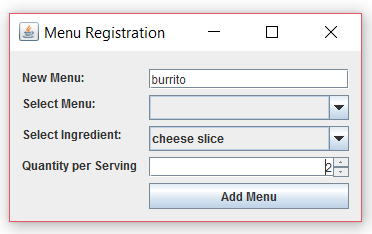 Menu Registration
New Menu: burrito
Select Menu:
Select Ingredient: cheese slice
Quantity per Serving 2
Add Menu